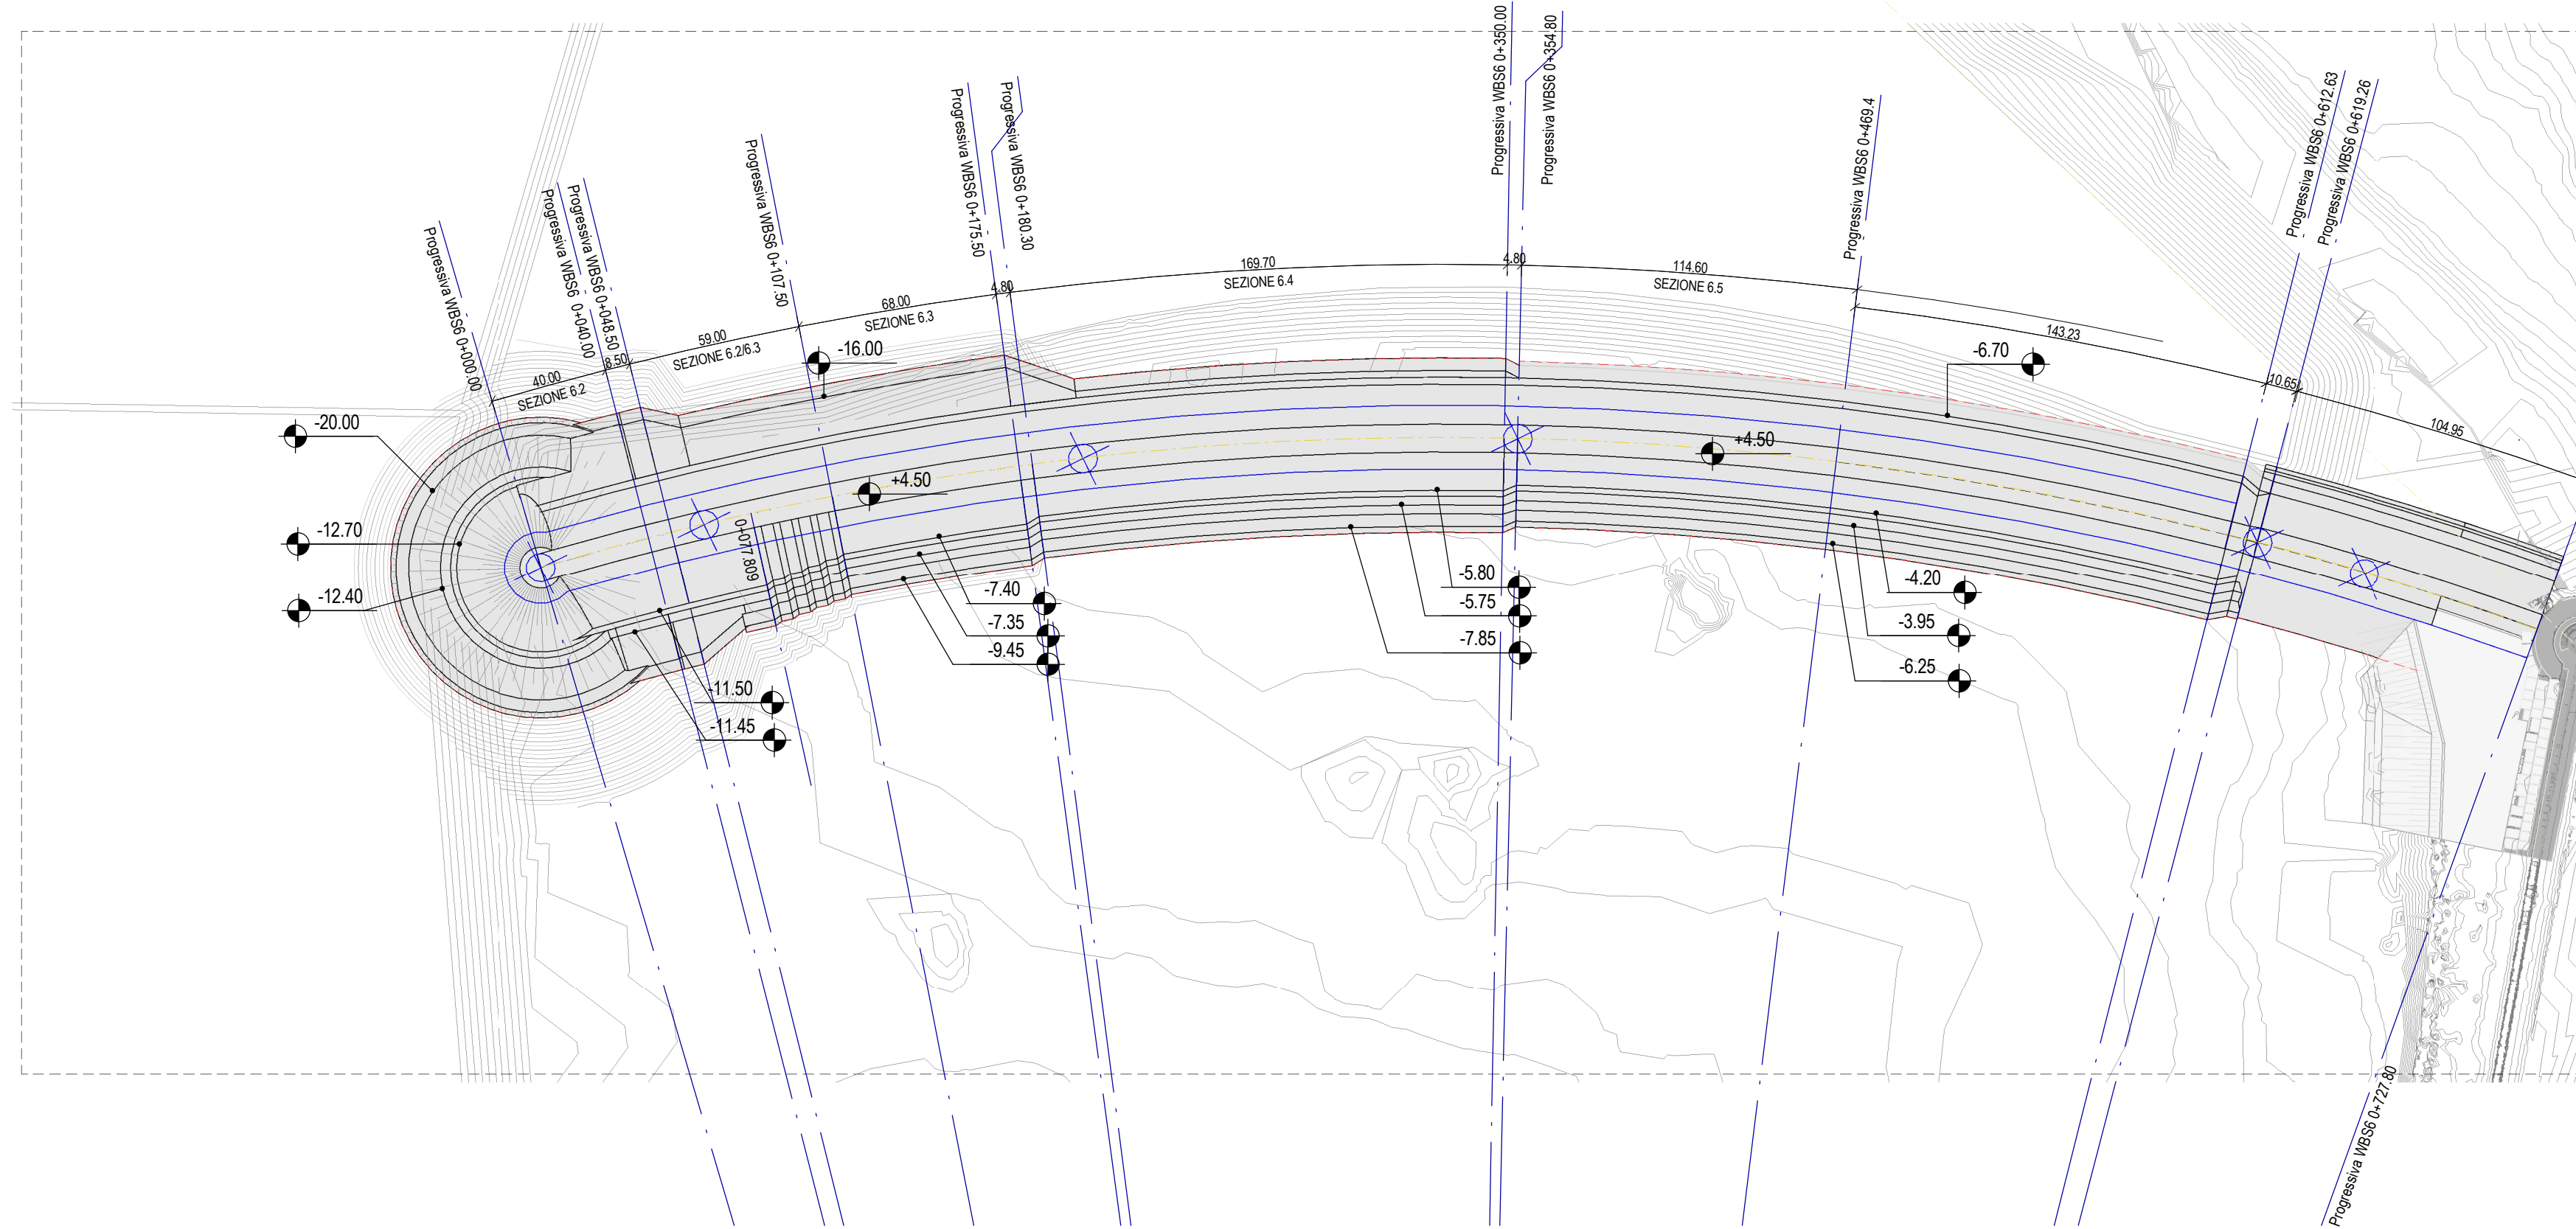 Progressiva WBS6 0+000.00
Progressiva WBS6 0+040.00
Progressiva WBS6 0+048.50
Progressiva WBS6 0+107.50
Progressiva WBS6 0+175.50
Progressiva WBS6 0+180.30
Progressiva WBS6 0+350.00
Progressiva WBS6 0+354.80
Progressiva WBS6 0+469.4
Progressiva WBS6 0+612.63
Progressiva WBS6 0+619.26
40.00
SEZIONE 6.2
8.50
59.00
SEZIONE 6.2/6.3
68.00
SEZIONE 6.3
4.80
169.70
SEZIONE 6.4
4.80
114.60
SEZIONE 6.5
143.23
10.65
104.95
-16.00
-6.70
-20.00
+4.50
+4.50
-12.70
0+077.809
-12.40
-7.40
-7.35
-9.45
-5.80
-5.75
-7.85
-4.20
-3.95
-6.25
-11.50
-11.45
Progressiva WBS6 0+727.80